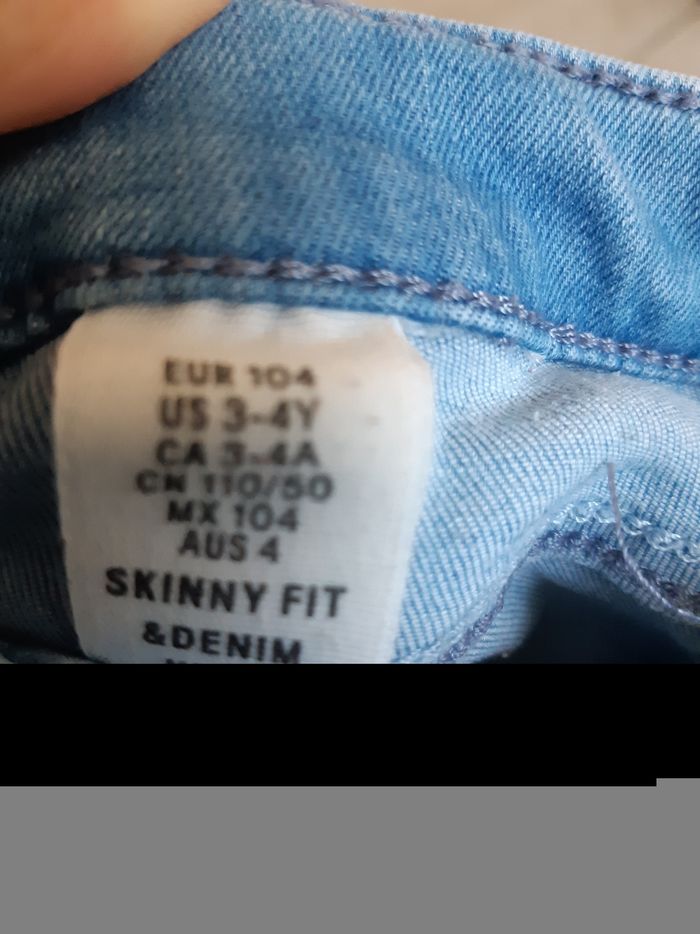 EUR 104
US 3-4Y
CA 3-4A
CN 110/50
MX 104
AUS 4
SKINNY FIT
&DENIM